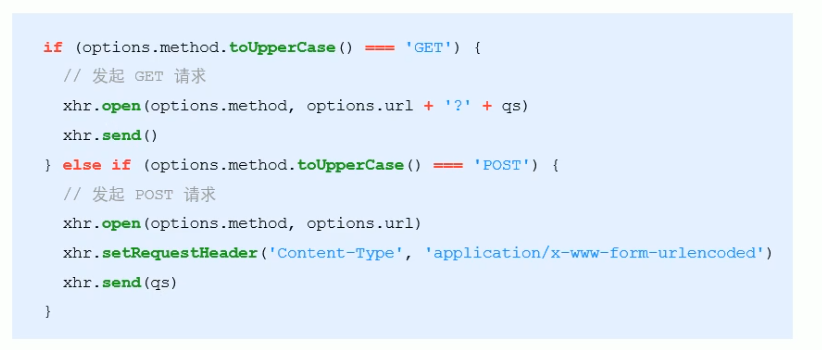 if (options.method.toUpperCase() === 'GET') {
  // 发起 GET 请求
  xhr.open(options.method, options.url + '?' + qs)
  xhr.send()
} else if (options.method.toUpperCase() === 'POST') {
  // 发起 POST 请求
  xhr.open(options.method, options.url)
  xhr.setRequestHeader('Content-Type', 'application/x-www-form-urlencoded')
  xhr.send(qs)
}